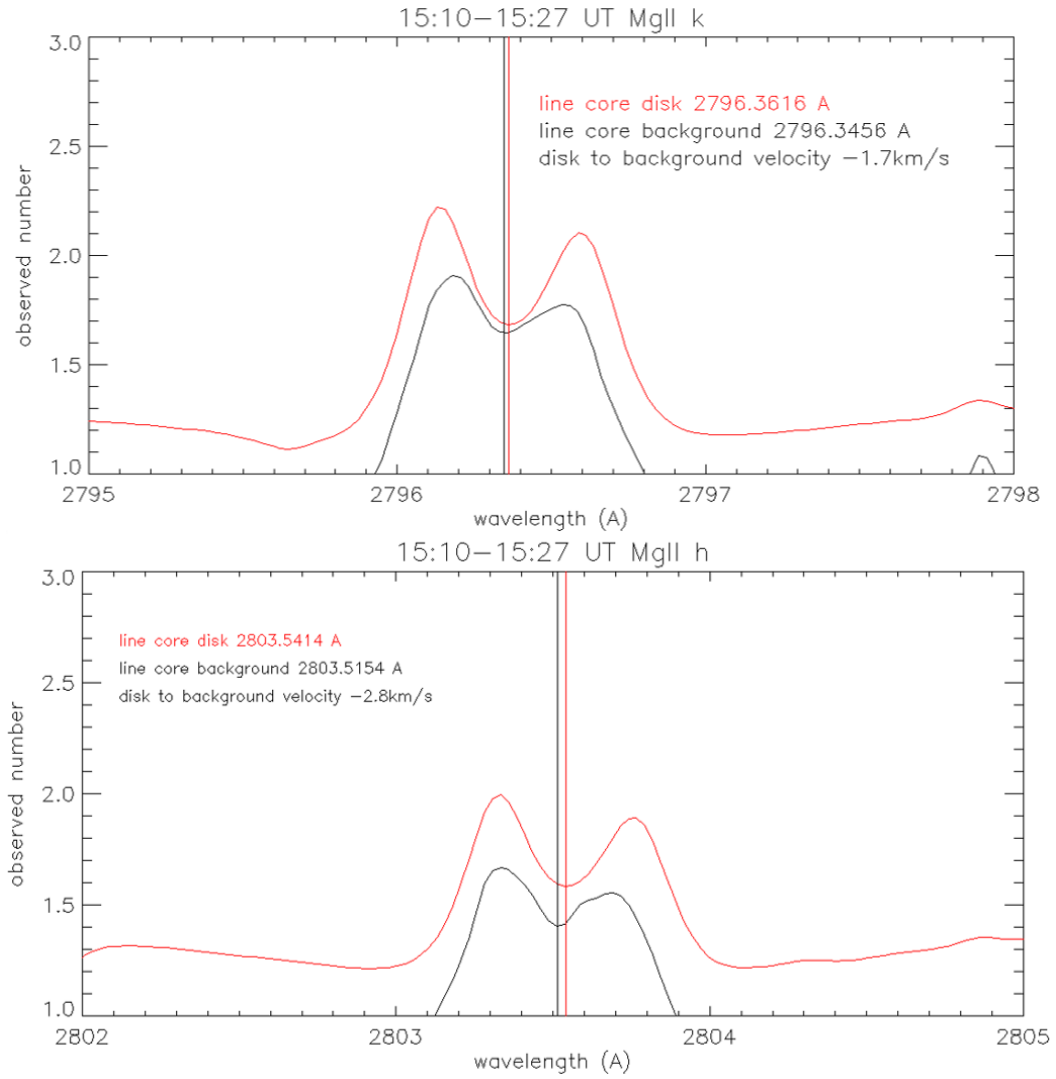 15:10−15:27 UT MgII k
3.0
2.5
2.0
1.5
1.0
observed number
line core disk 2796.3616 A
line core background 2796.3456 A
disk to background velocity −1.7km/s
2795
2796
2797
2798
wavelength (A)
15:10−15:27 UT MgII h
3.0
2.5
2.0
1.5
1.0
observed number
line core disk 2803.5414 A
line core background 2803.5154 A
disk to background velocity −2.8km/s
2802
2803
2804
2805
wavelength (A)